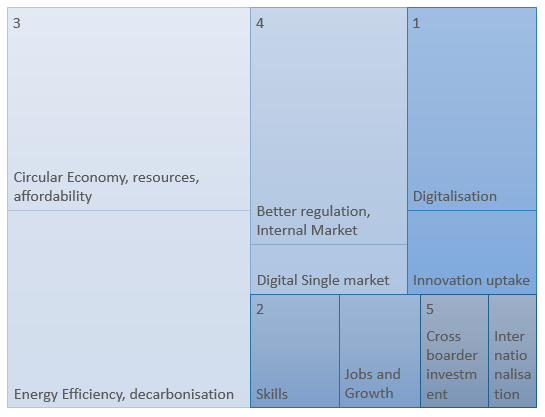 3
Circular Economy, resources,
affordability
Energy Efficiency, decarbonisation
4
Better regulation,
Internal Market
Digital Single market
1
Digitalisation
Innovation uptake
2
Skills
Jobs and
Growth
5
Cross
boarder
investm
ent
Inter
natio
nalisa
tion